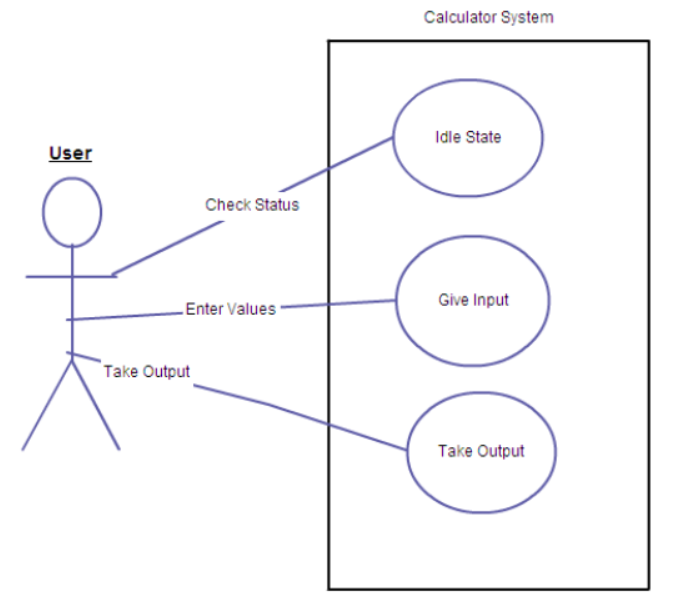 Calculator System
Idle State
User
Check Status
Give Input
Enter Values
Take Output
Take Output